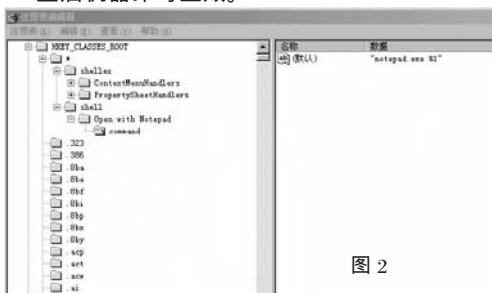 注册表编辑器
注册表(R) 编辑(E) 查看(V) 帮助(H)
HKEY_CLASSES_ROOT
*
shellex
ContextMenuHandlers
PropertySheetHandlers
shell
Open with Notepad
command
.323
.386
.8ba
.8be
.8bf
.8bi
.8bp
.8bs
.8by
.acp
.act
.acw
.ai
名称 数据
(默认) "notepad.exe %1"
图 2